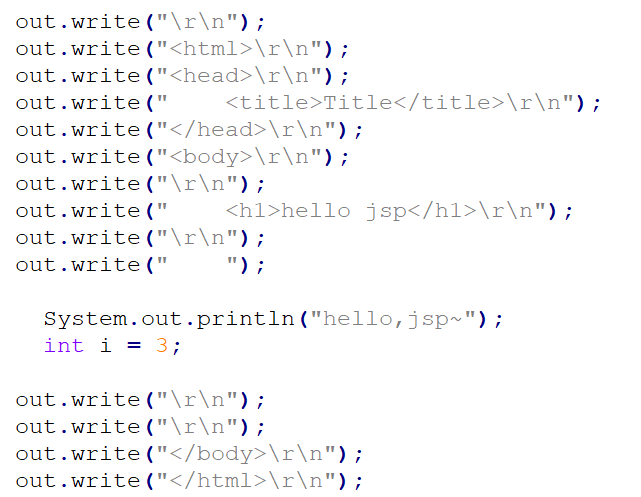 out.write("\r\n");
out.write("<html>\r\n");
out.write("<head>\r\n");
out.write("    <title>Title</title>\r\n");
out.write("</head>\r\n");
out.write("<body>\r\n");
out.write("\r\n");
out.write("    <h1>hello jsp</h1>\r\n");
out.write("\r\n");
out.write("    ");
System.out.println("hello,jsp~");
int i = 3;
out.write("\r\n");
out.write("\r\n");
out.write("</body>\r\n");
out.write("</html>\r\n");